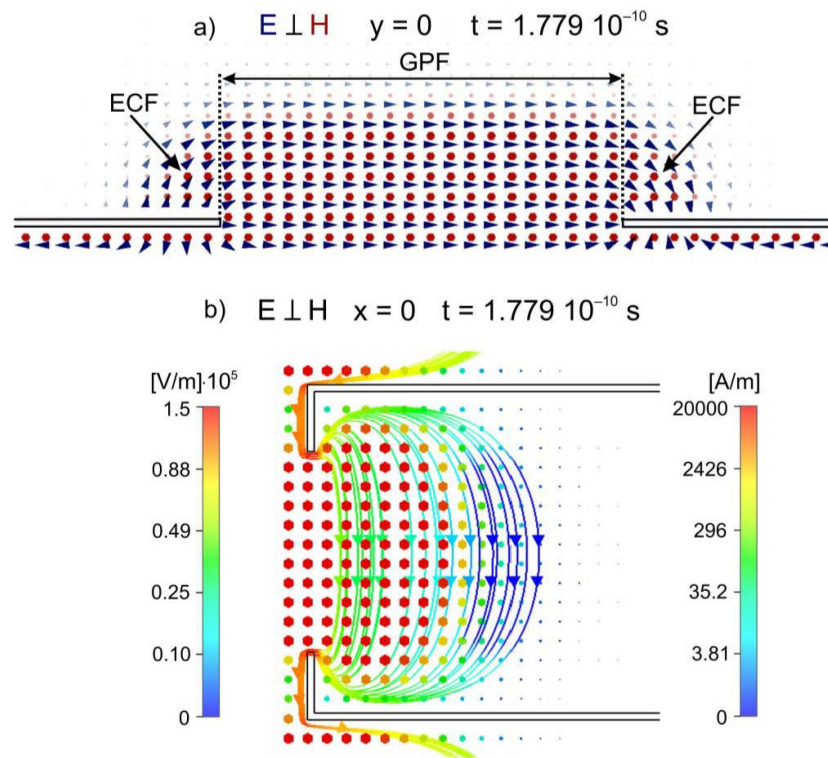 a) E ⊥ H y = 0 t = 1.779 10⁻¹⁰ s
GPF
ECF
ECF
b) E ⊥ H x = 0 t = 1.779 10⁻¹⁰ s
[V/m]·10⁵
[A/m]
1.5
20000
0.88
2426
0.49
296
0.25
35.2
0.10
3.81
0
0